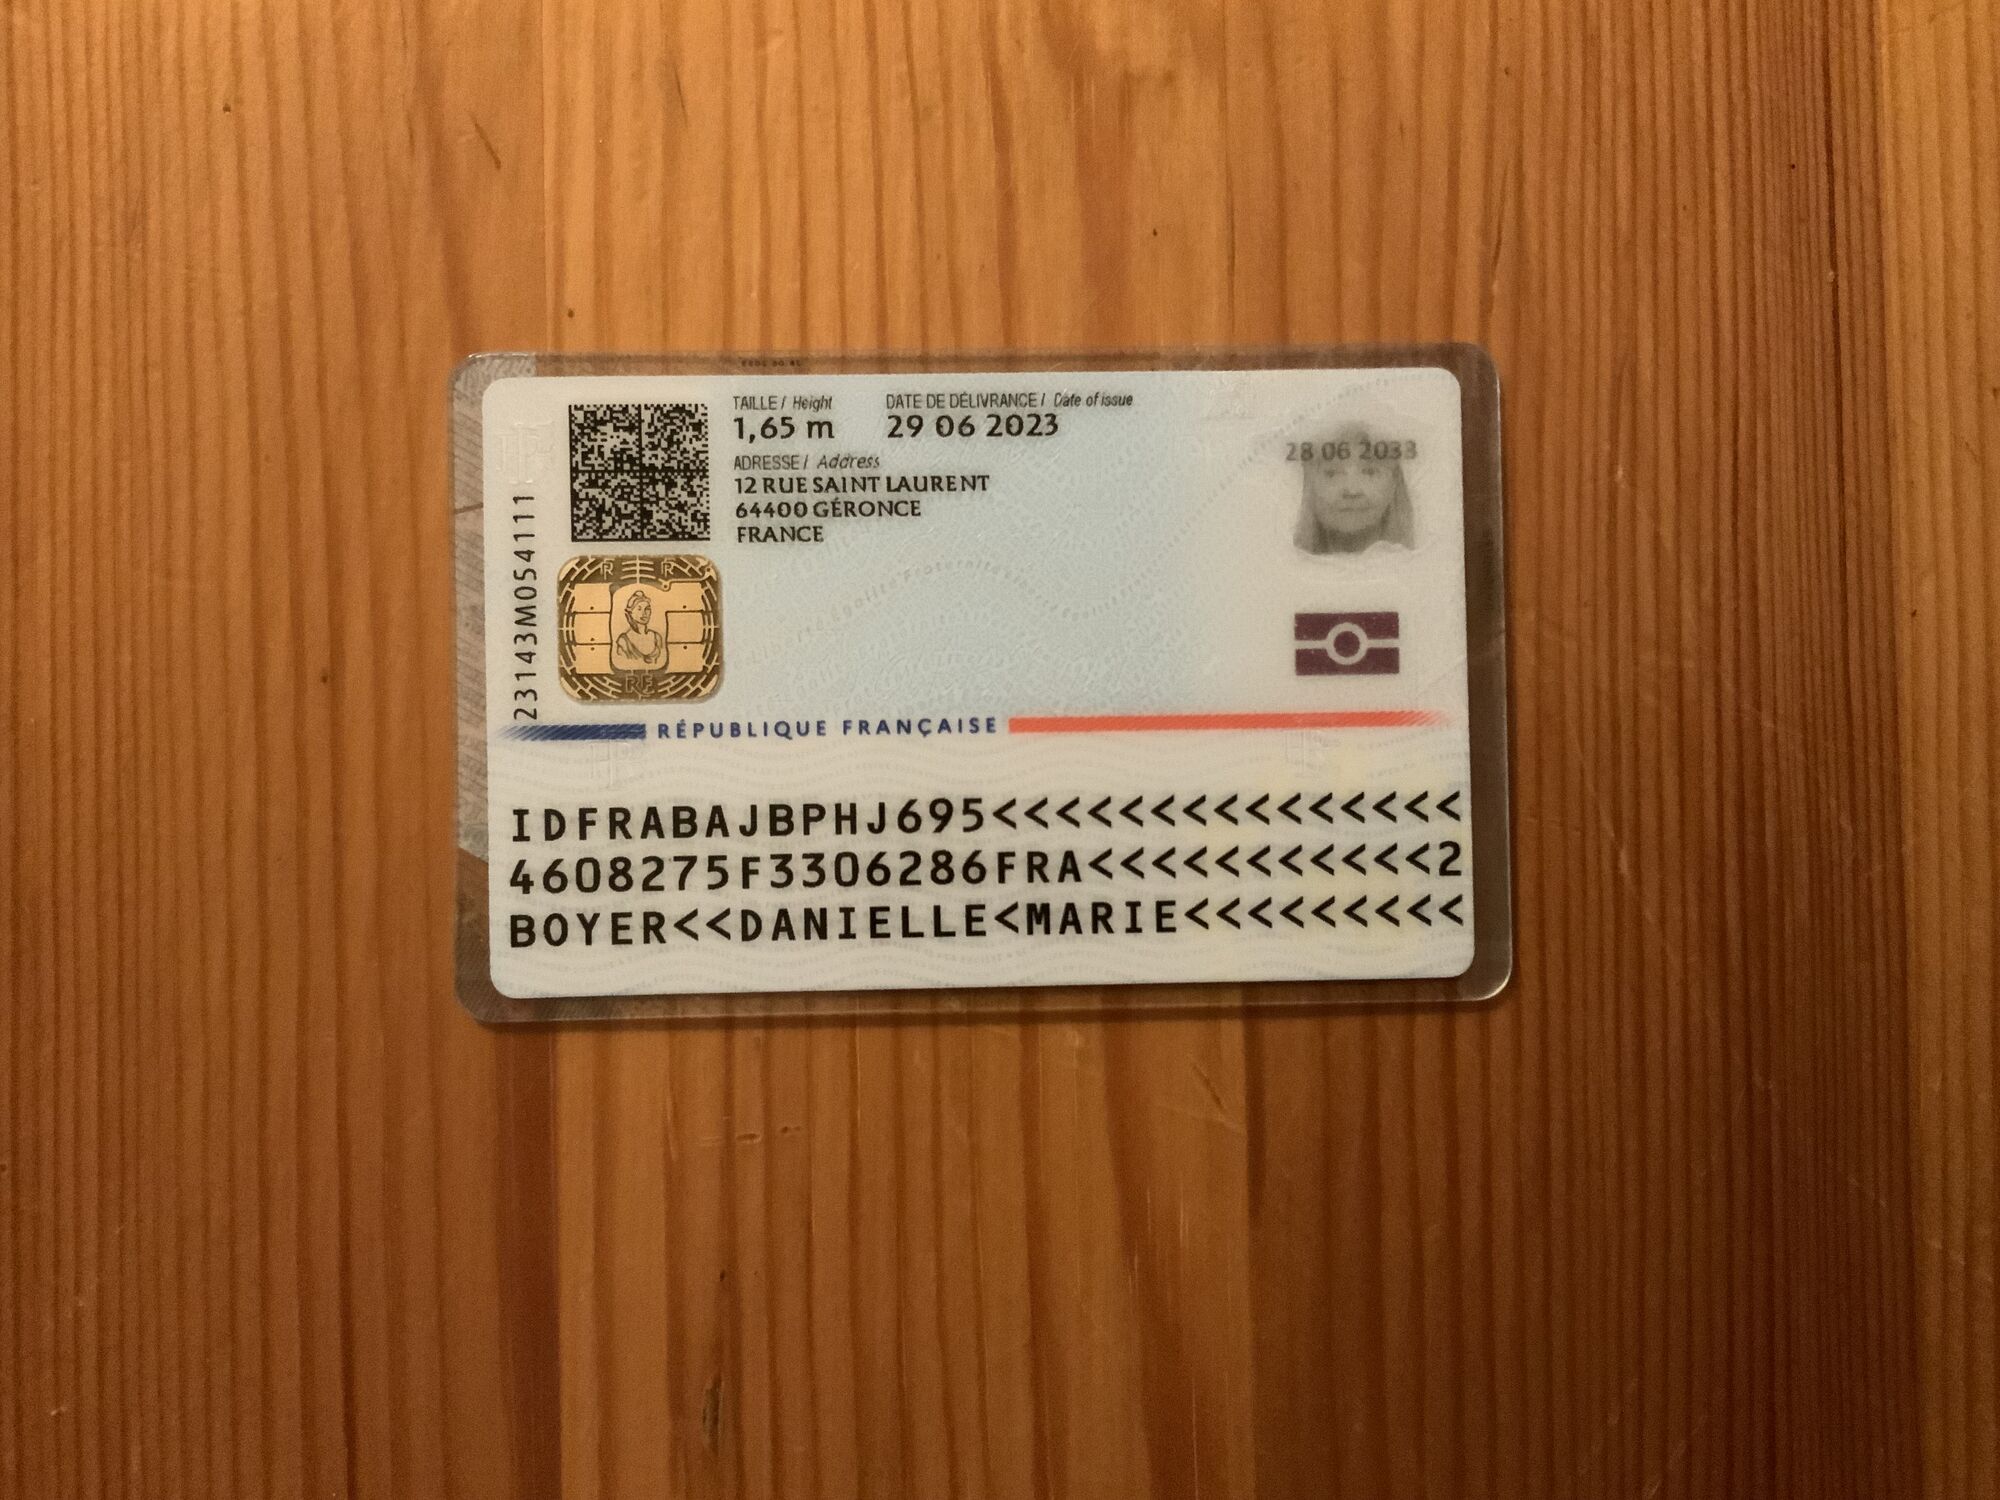 TAILLE / Height
1,65 m
DATE DE DÉLIVRANCE / Date of issue
29 06 2023
ADRESSE / Address
12 RUE SAINT LAURENT
64400 GÉRONCE
FRANCE
28 06 2033
23143M054111
RÉPUBLIQUE FRANÇAISE
IDFRABAJBPHJ695<<<<<<<<<<<<<<<
4608275F3306286FRA<<<<<<<<<<<2
BOYER<<DANIELLE<MARIE<<<<<<<<<